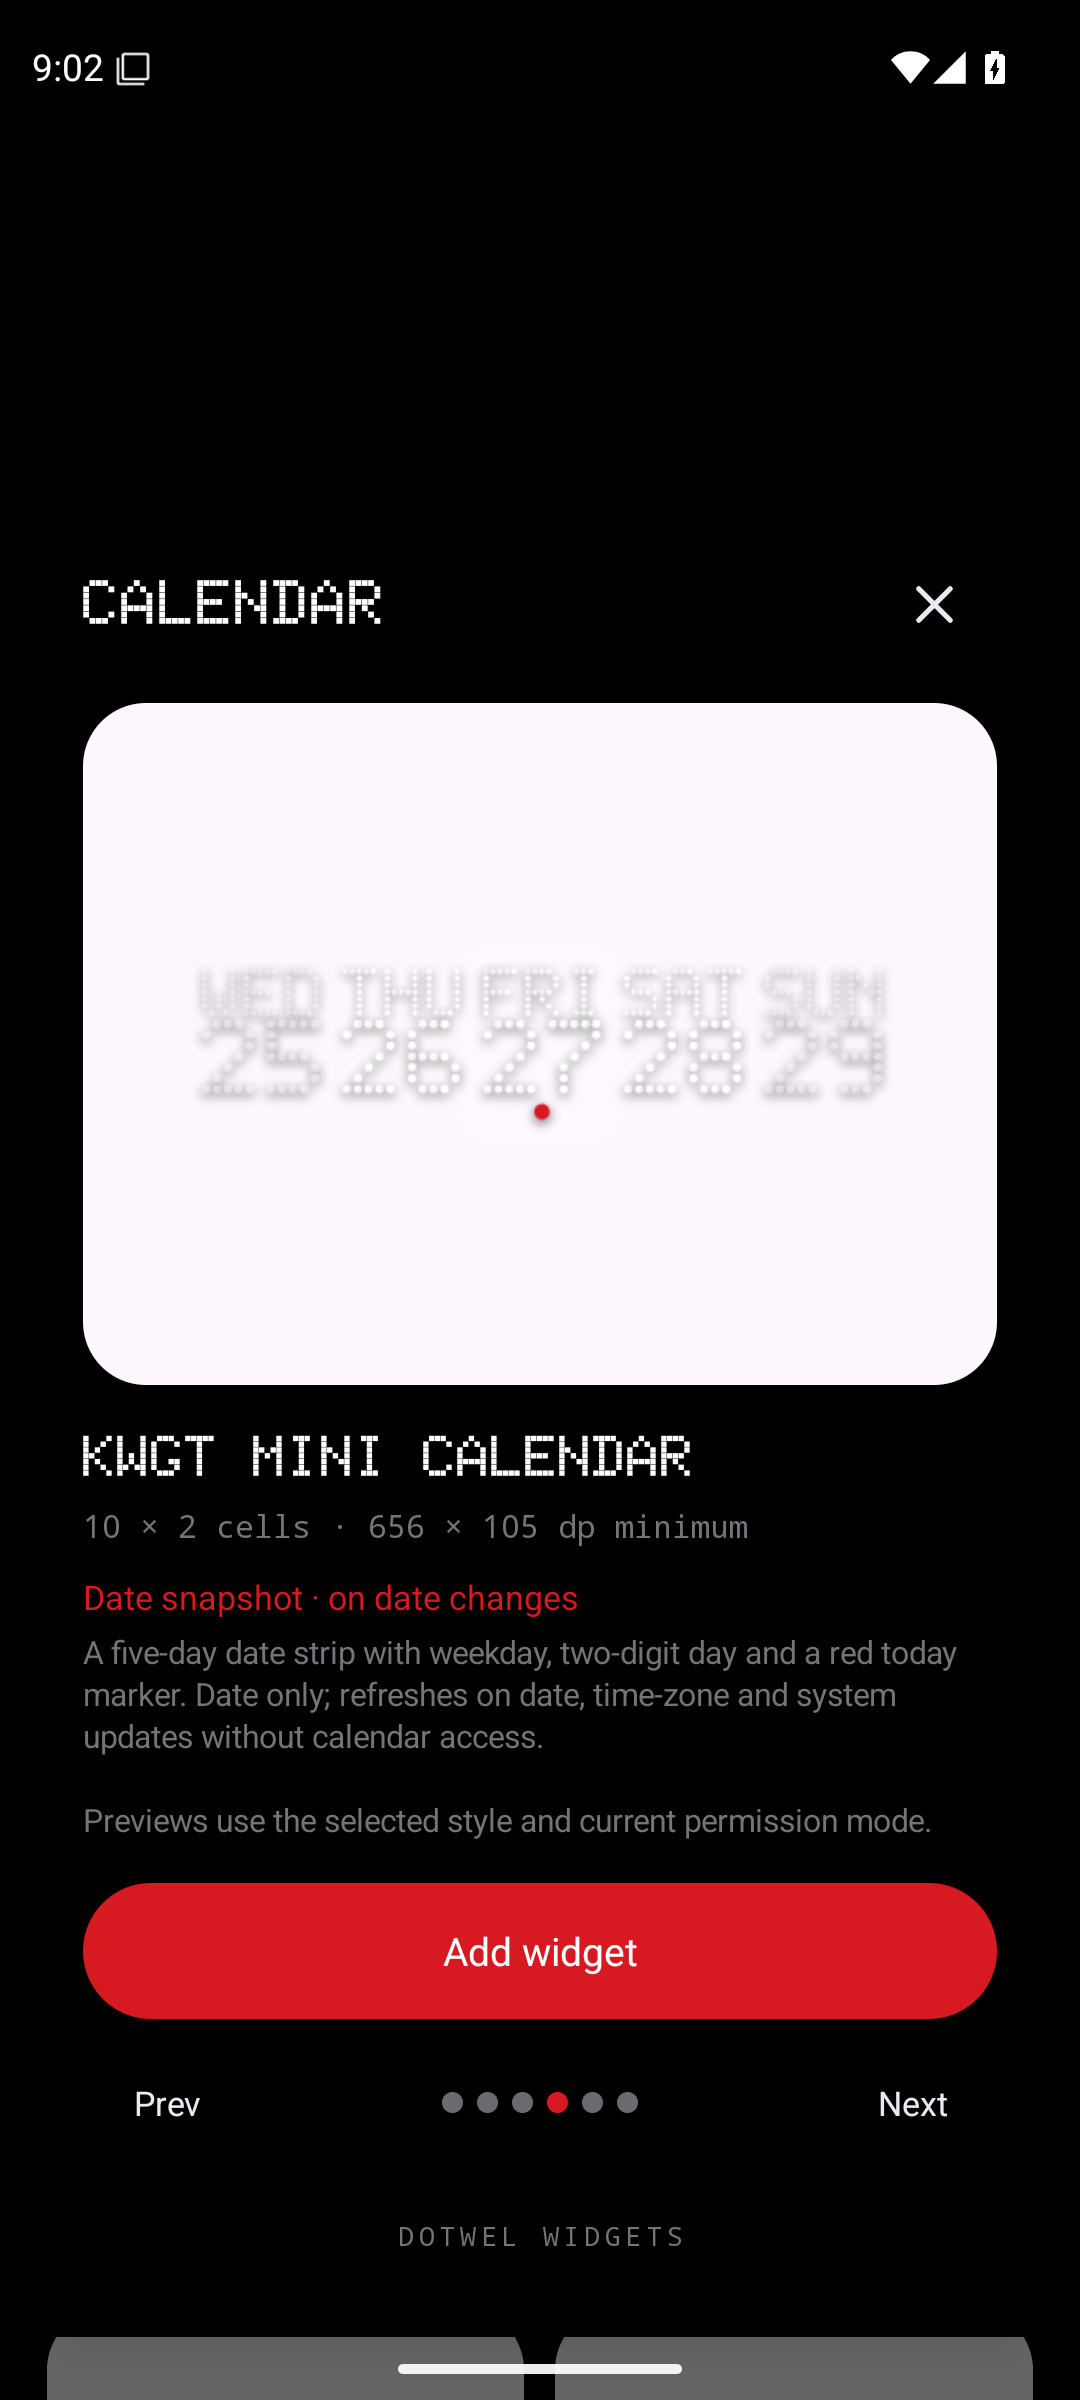 9:02
CALENDAR
WED THU FRI SAT SUN
25 26 27 28 29
KWGT MINI CALENDAR
10 × 2 cells · 656 × 105 dp minimum
Date snapshot · on date changes
A five-day date strip with weekday, two-digit day and a red today
marker. Date only; refreshes on date, time-zone and system
updates without calendar access.
Previews use the selected style and current permission mode.
Add widget
Prev
Next
DOTWEL WIDGETS